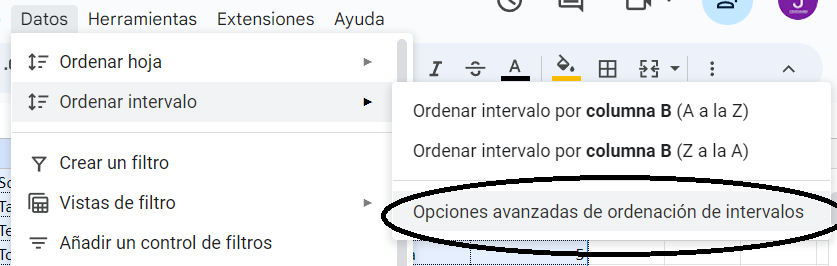 Datos Herramientas Extensiones Ayuda
Ordenar hoja
Ordenar intervalo
Ordenar intervalo por columna B (A a la Z)
Ordenar intervalo por columna B (Z a la A)
Crear un filtro
Vistas de filtro
Opciones avanzadas de ordenación de intervalos
Añadir un control de filtros